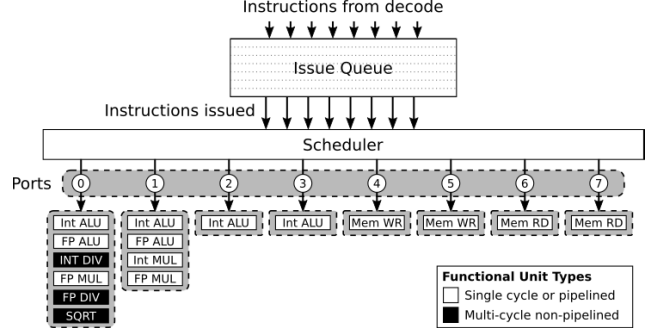 Instructions from decode
Issue Queue
Instructions issued
Scheduler
Ports 0 1 2 3 4 5 6 7
Int ALU Int ALU Int ALU Int ALU Mem WR Mem WR Mem RD Mem RD
FP ALU FP ALU
INT DIV Int MUL
FP MUL FP MUL
FP DIV
SQRT
Functional Unit Types
Single cycle or pipelined
Multi-cycle non-pipelined